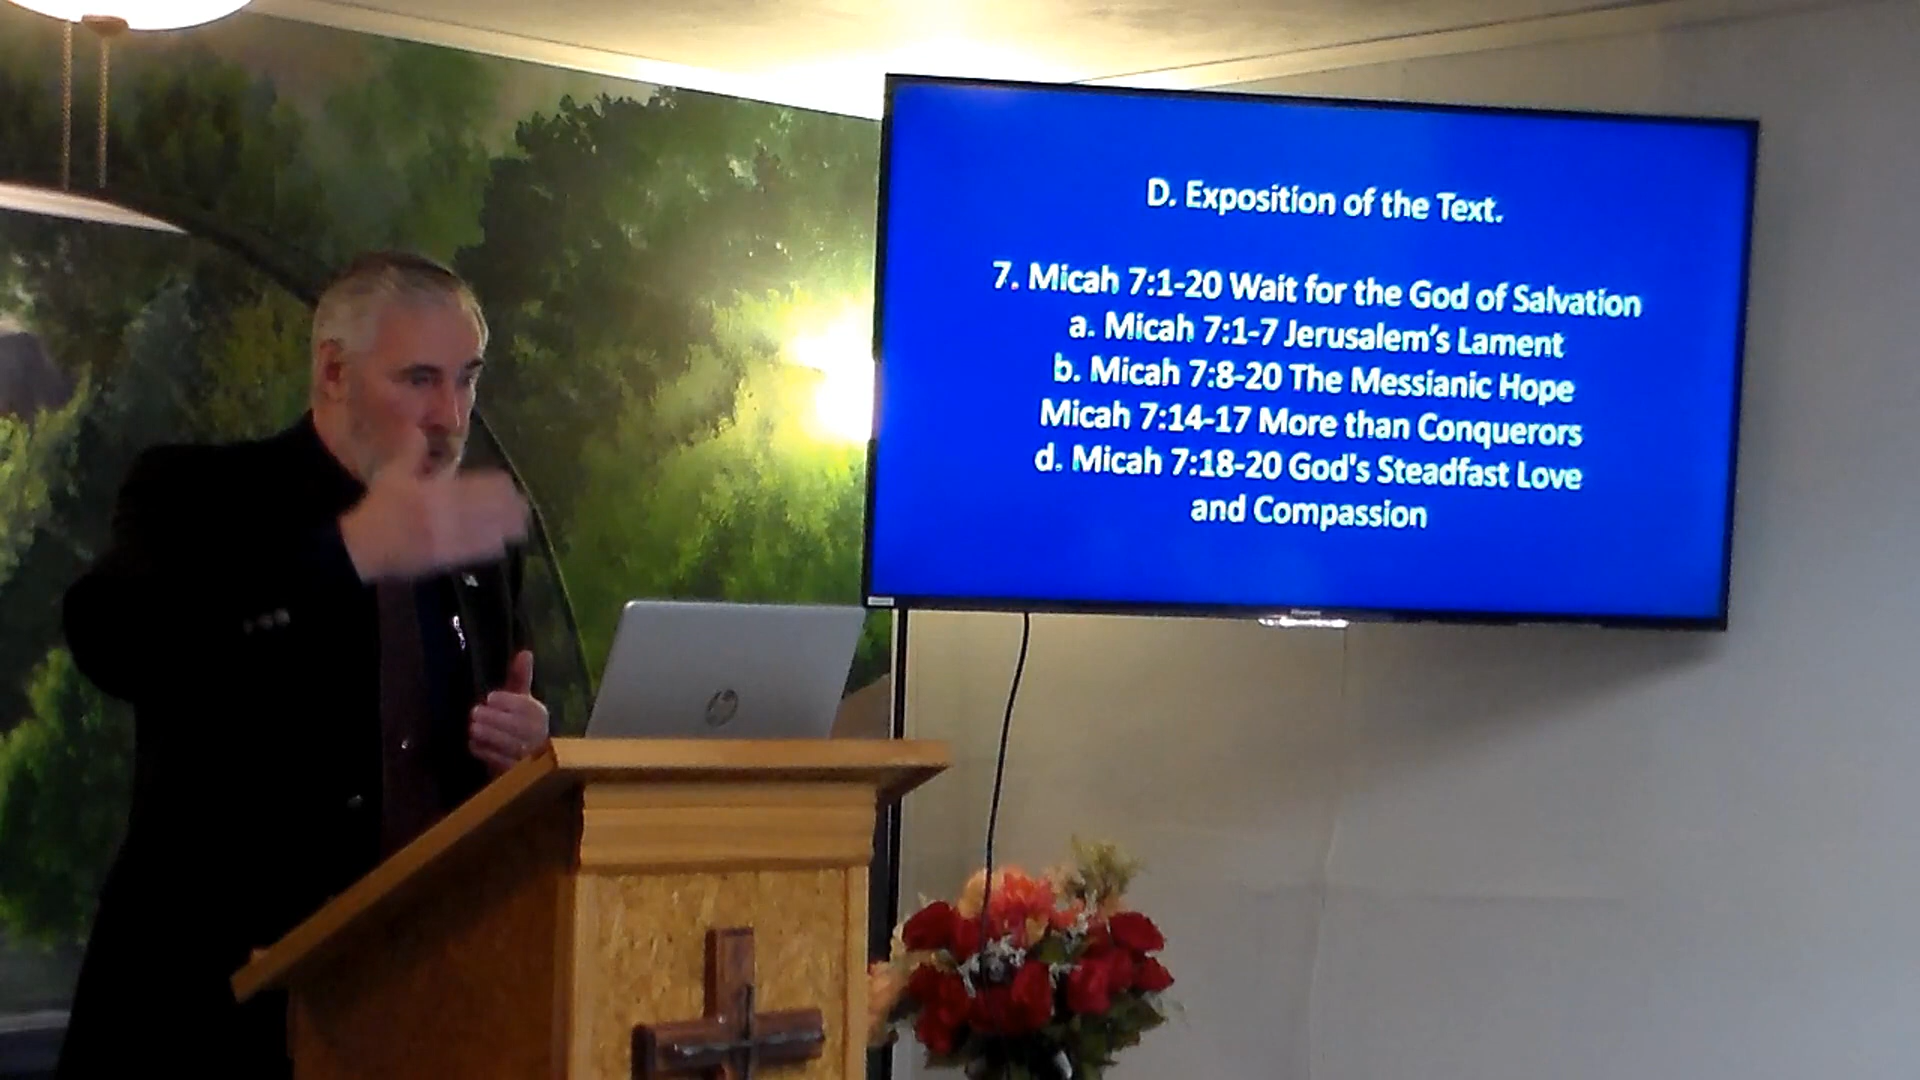 D. Exposition of the Text.
7. Micah 7:1-20 Wait for the God of Salvation
a. Micah 7:1-7 Jerusalem’s Lament
b. Micah 7:8-20 The Messianic Hope
Micah 7:14-17 More than Conquerors
d. Micah 7:18-20 God's Steadfast Love
and Compassion
hp